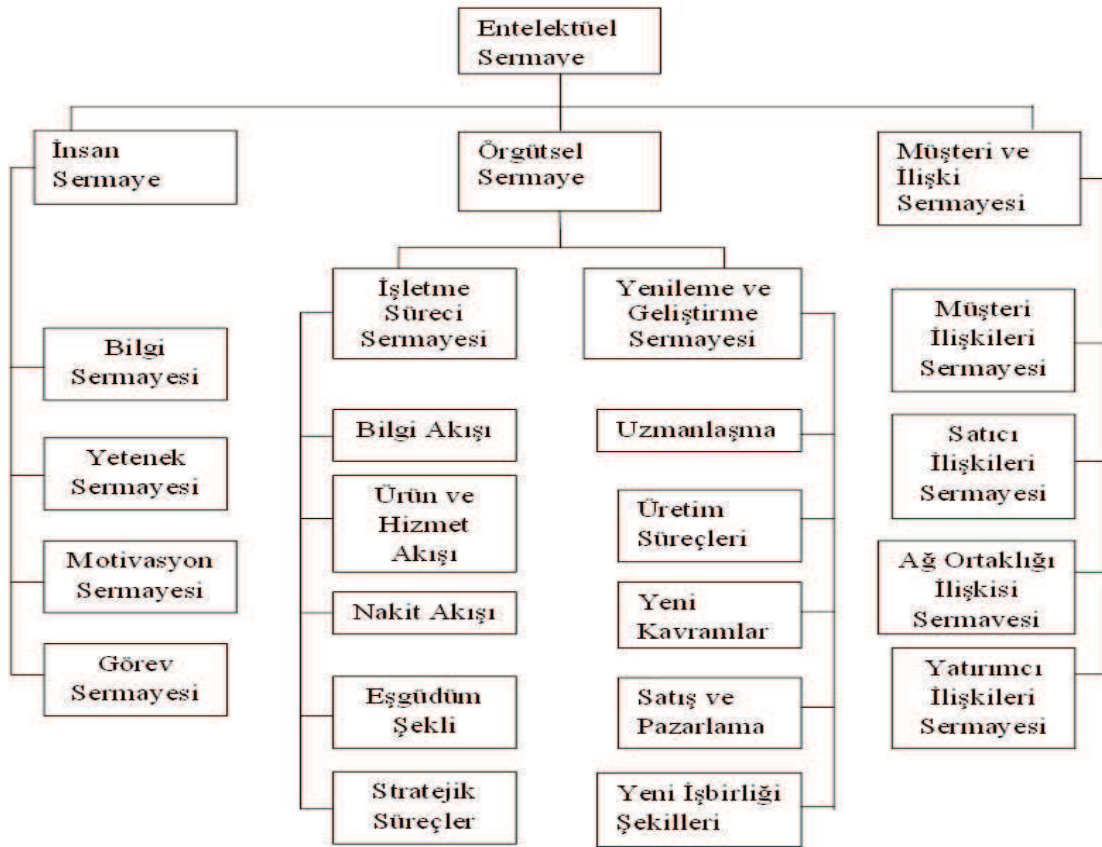 Entelektüel
Sermaye
İnsan
Sermaye
Örgütsel
Sermaye
Müşteri ve
İlişki
Sermayesi
İşletme
Süreci
Sermayesi
Yenileme ve
Geliştirme
Sermayesi
Bilgi
Sermayesi
Yetenek
Sermayesi
Motivasyon
Sermayesi
Görev
Sermayesi
Bilgi Akışı
Ürün ve
Hizmet
Akışı
Nakit Akışı
Eşgüdüm
Şekli
Stratejik
Süreçler
Uzmanlaşma
Üretim
Süreçleri
Yeni
Kavramlar
Satış ve
Pazarlama
Yeni İşbirliği
Şekilleri
Müşteri
İlişkileri
Sermayesi
Satıcı
İlişkileri
Sermayesi
Ağ Ortaklığı
İlişkisi
Sermavesi
Yatırımcı
İlişkileri
Sermayesi